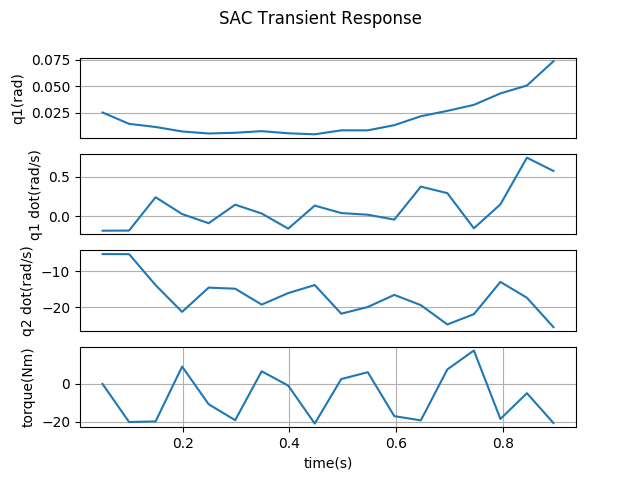 SAC Transient Response
0.075
0.050
0.025
q1(rad)
0.5
0.0
q1 dot(rad/s)
−10
−20
q2 dot(rad/s)
0
−20
torque(Nm)
0.2 0.4 0.6 0.8
time(s)